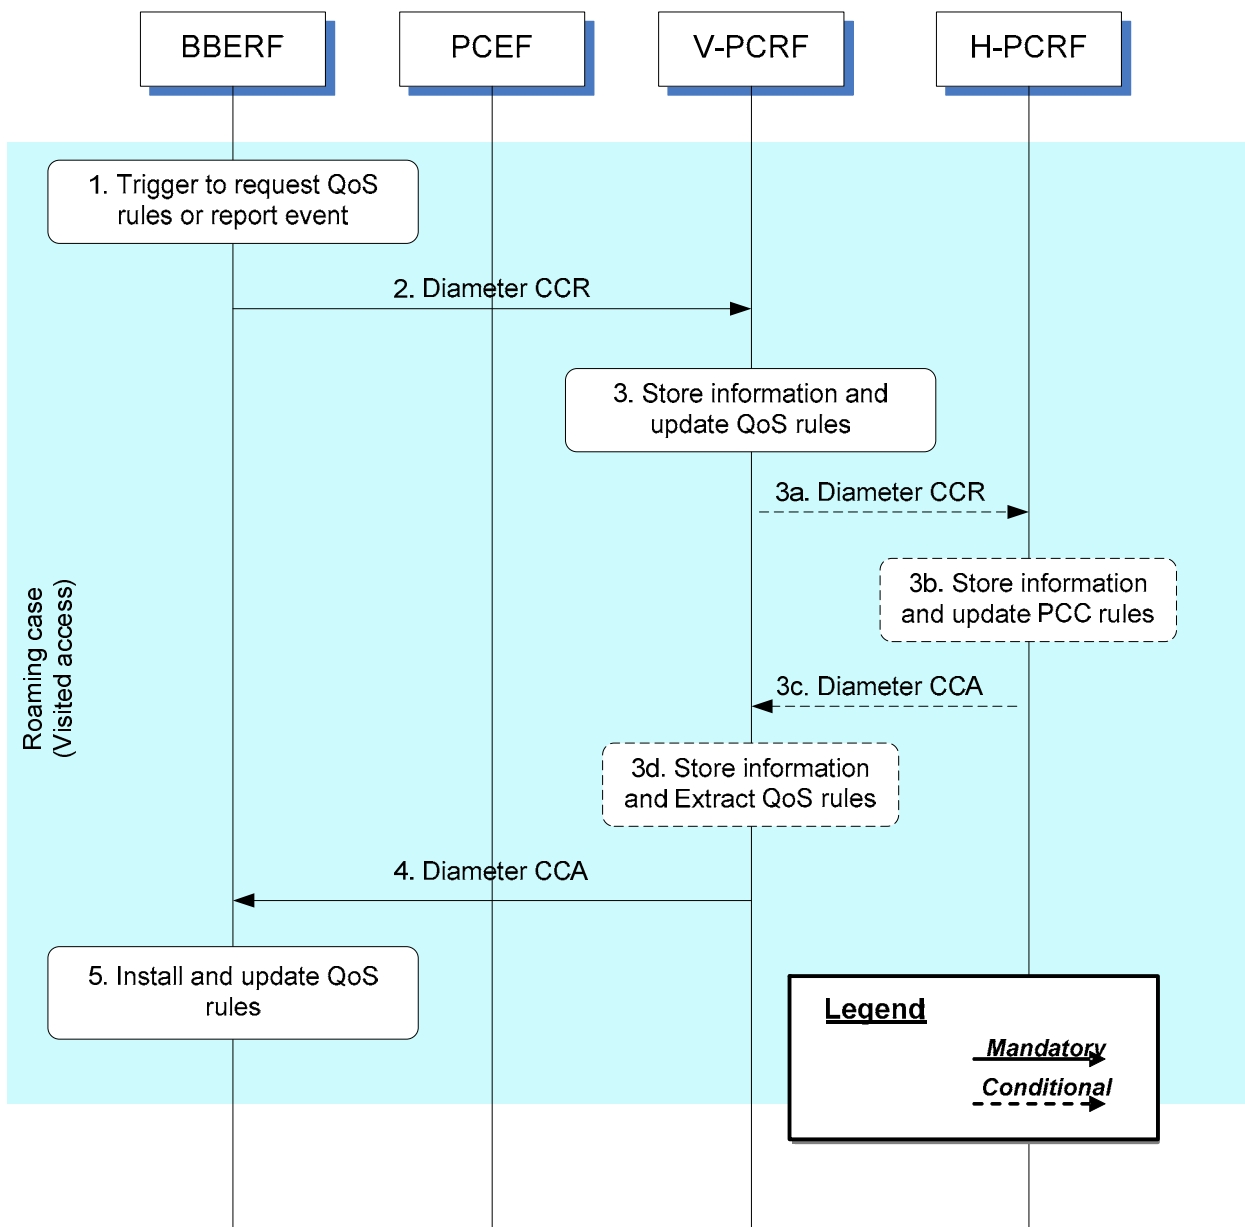 BBERF
PCEF
V-PCRF
H-PCRF
1. Trigger to request QoS
rules or report event
2. Diameter CCR
3. Store information and
update QoS rules
3a. Diameter CCR
3b. Store information
and update PCC rules
3c. Diameter CCA
3d. Store information
and Extract QoS rules
Roaming case
(Visited access)
4. Diameter CCA
5. Install and update QoS
rules
Legend
Mandatory
Conditional